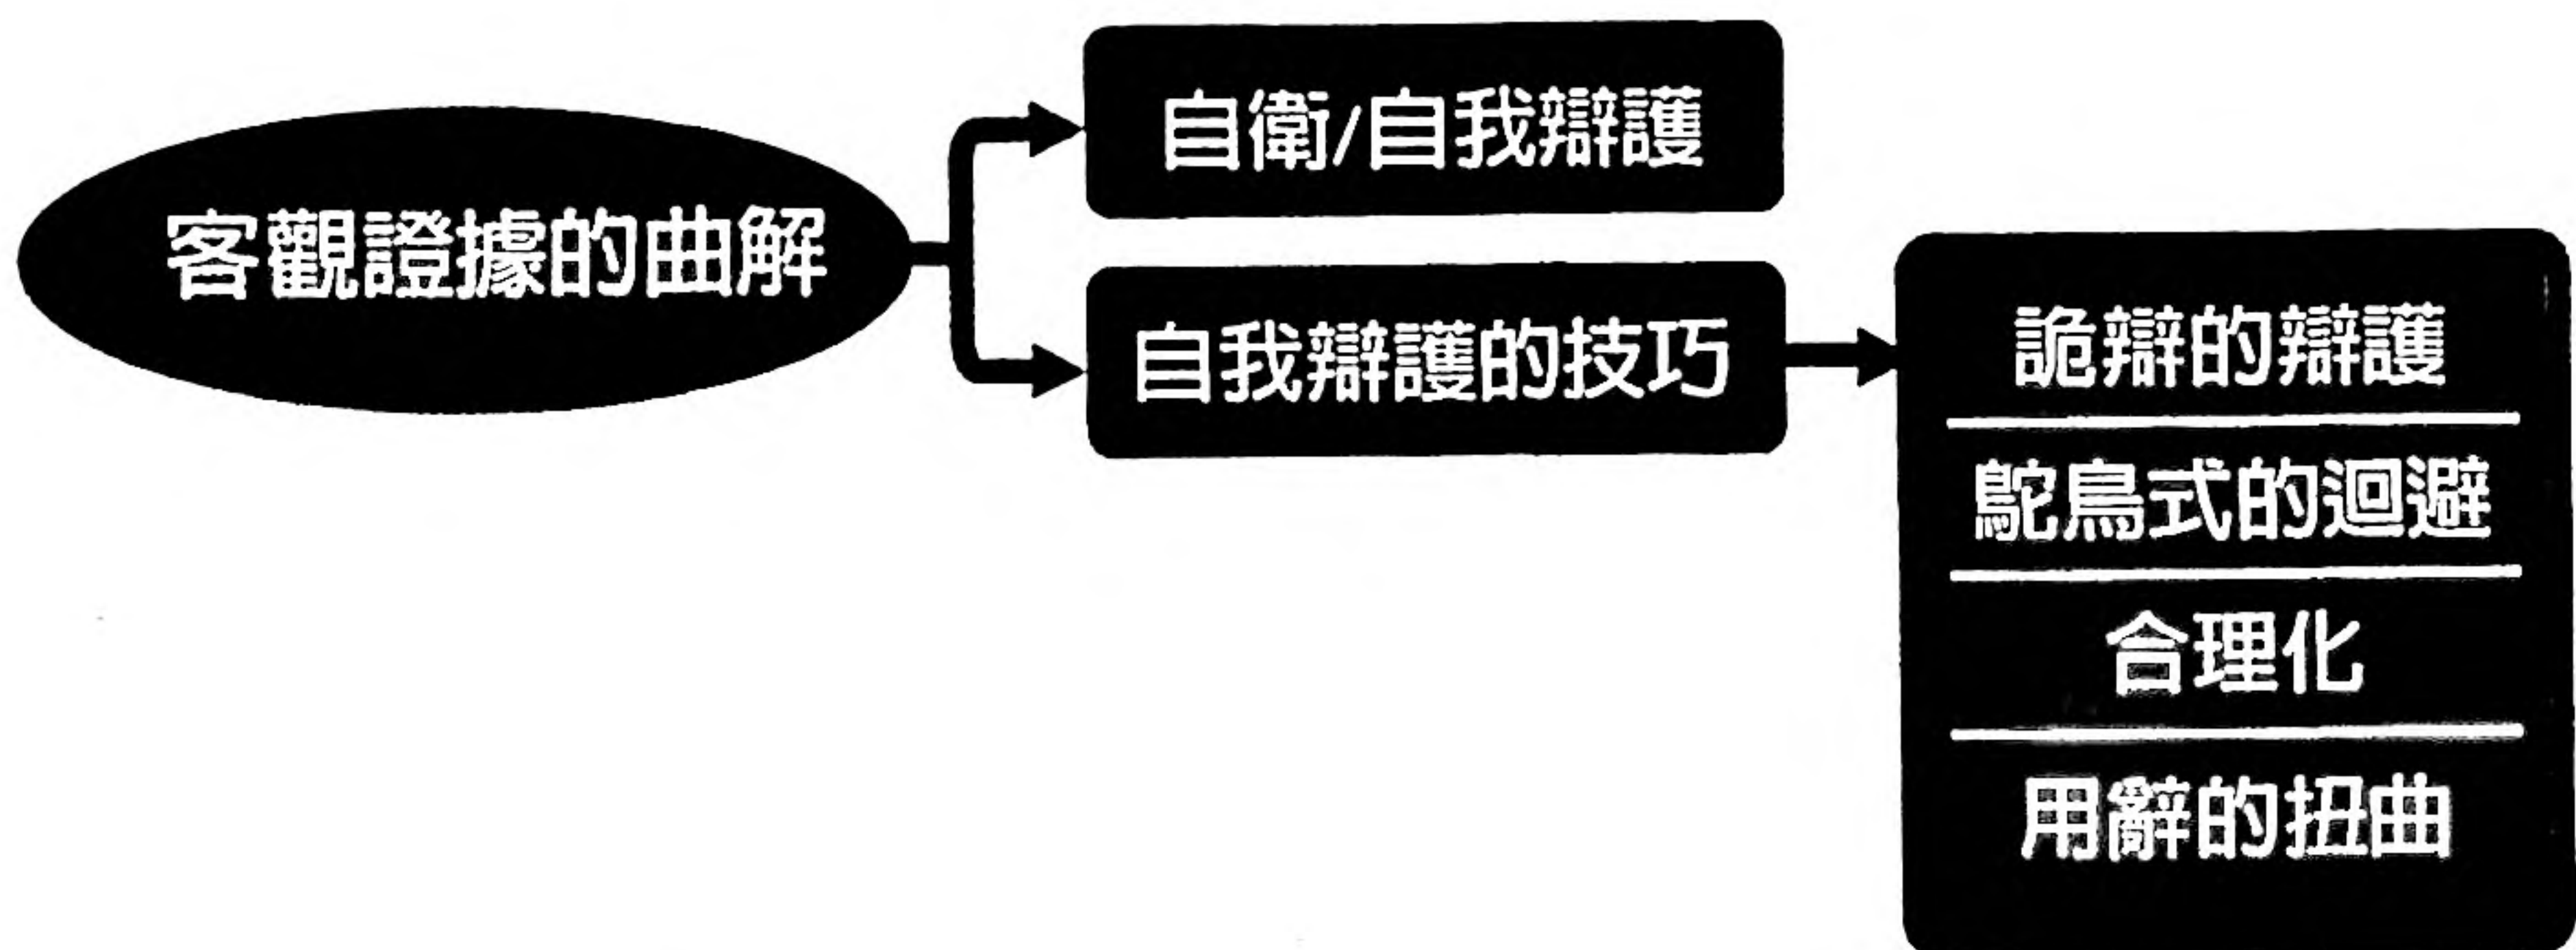 客觀證據的曲解
自衛/自我辯護
自我辯護的技巧
詭辯的辯護
鴕鳥式的迴避
合理化
用辭的扭曲